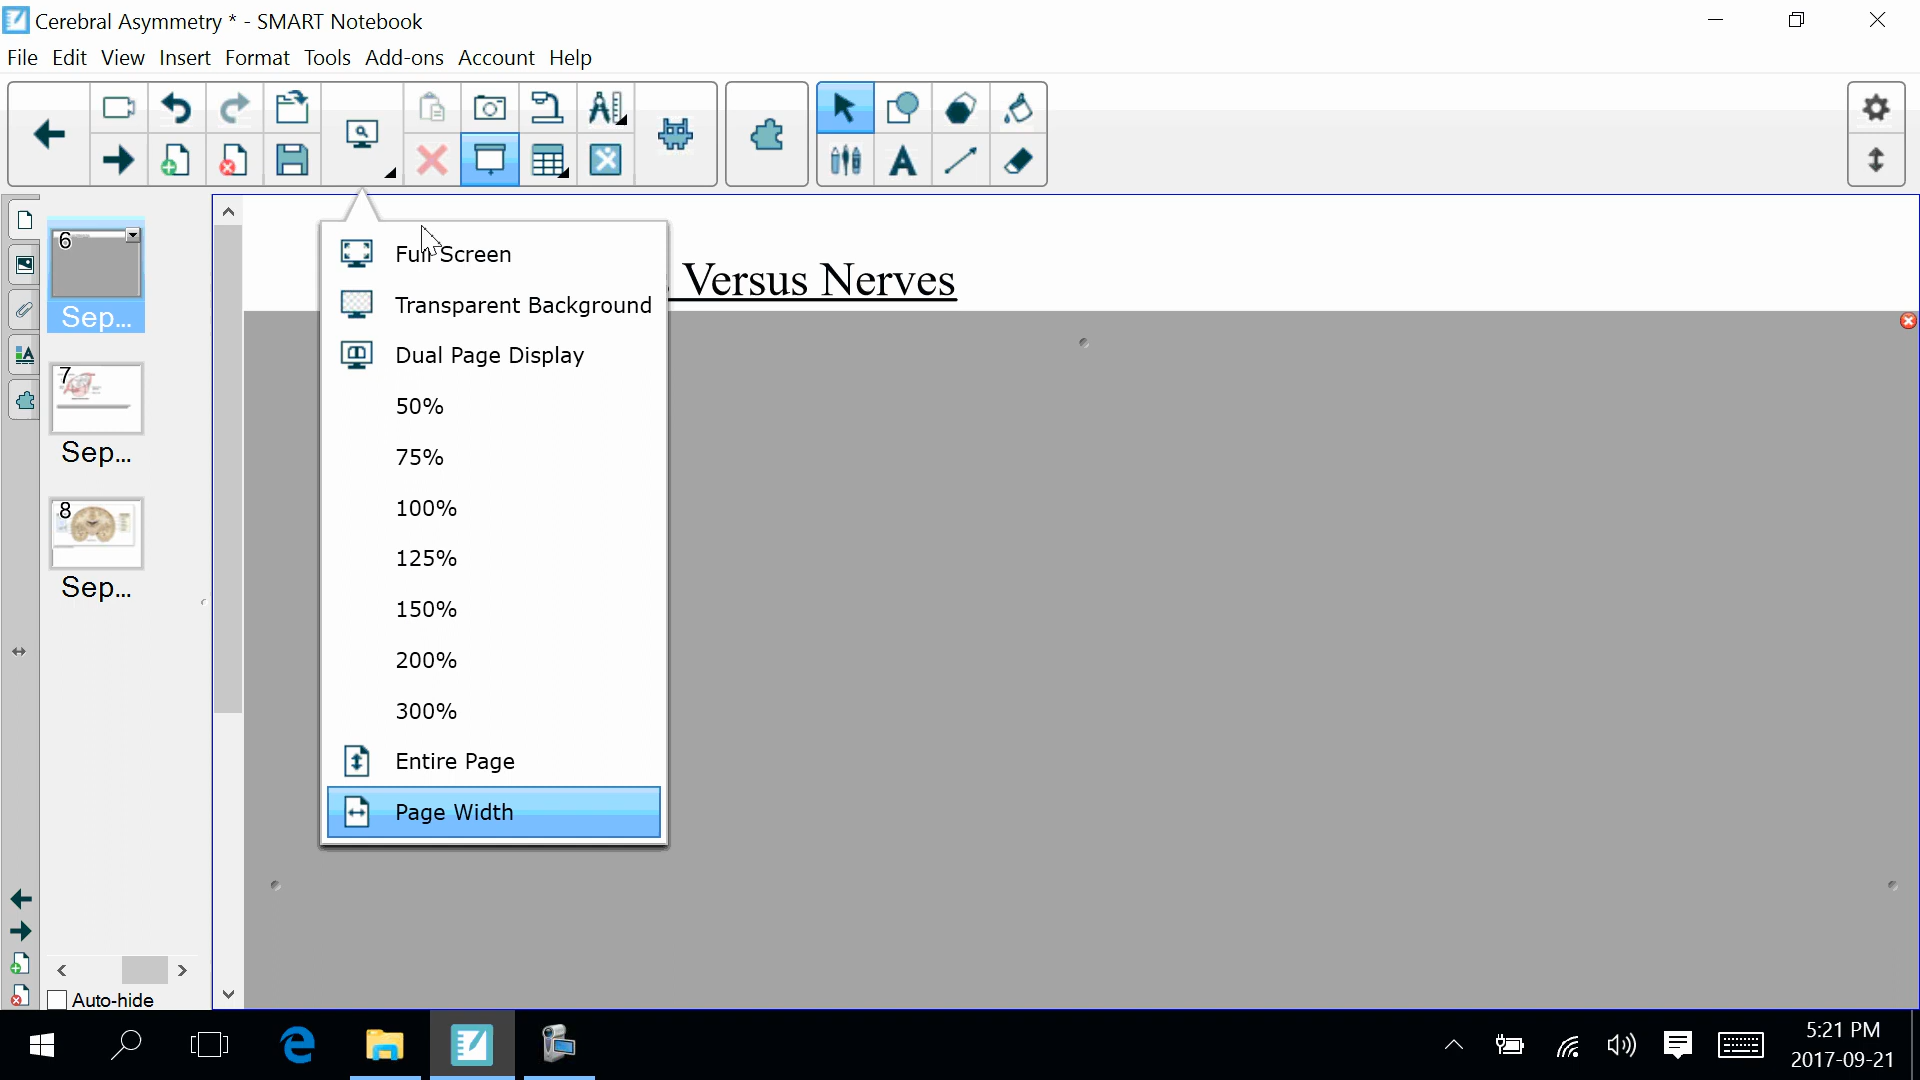 Cerebral Asymmetry * - SMART Notebook
File Edit View Insert Format Tools Add-ons Account Help
6
Sep...
7
Sep...
8
Sep...
Auto-hide
Versus Nerves
Full Screen
Transparent Background
Dual Page Display
50%
75%
100%
125%
150%
200%
300%
Entire Page
Page Width
5:21 PM
2017-09-21